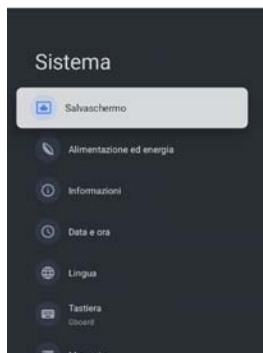 Sistema
Salvaschermo
Alimentazione ed energia
Informazioni
Data e ora
Lingua
Tastiera
Gboard